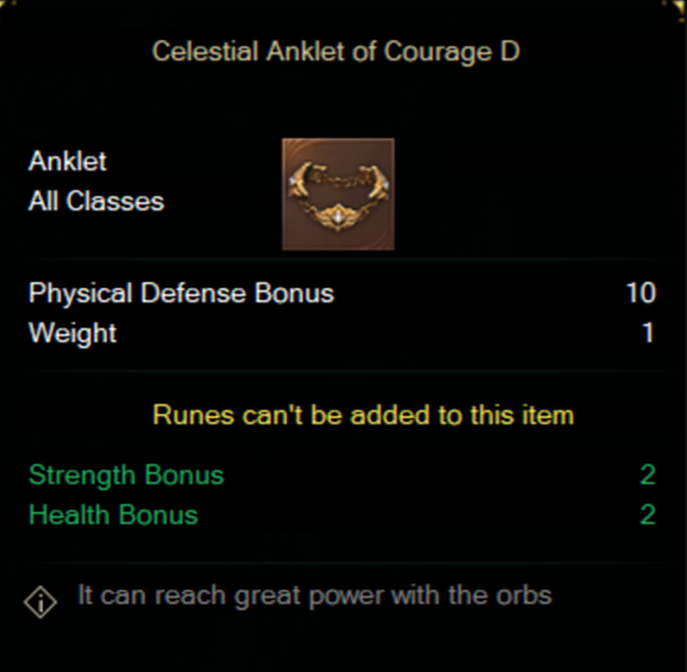 Celestial Anklet of Courage D
Anklet
All Classes
Physical Defense Bonus 10
Weight 1
Runes can't be added to this item
Strength Bonus 2
Health Bonus 2
It can reach great power with the orbs